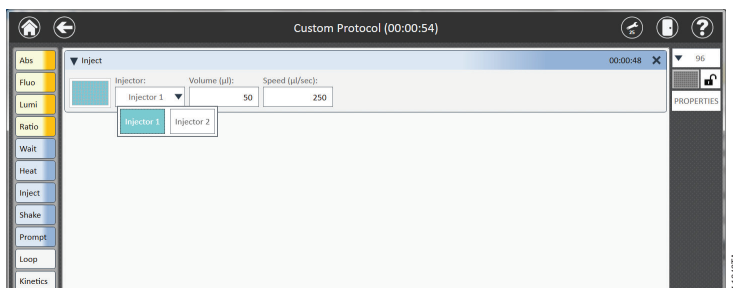 Custom Protocol (00:00:54)
Abs
Fluo
Lumi
Ratio
Wait
Heat
Inject
Shake
Prompt
Loop
Kinetics
Inject 00:00:48
Injector: Volume (µl): Speed (µl/sec):
Injector 1 50 250
Injector 1 Injector 2
96
PROPERTIES